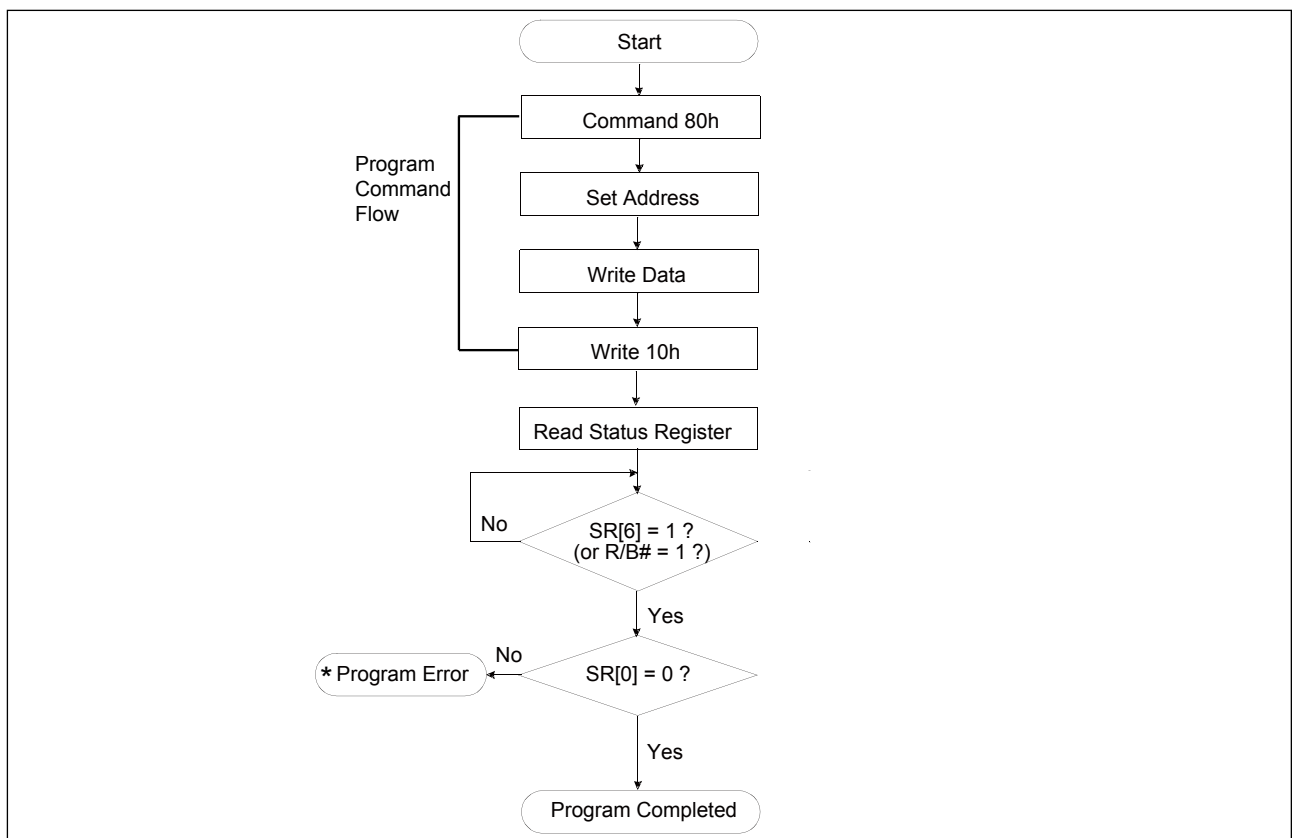 Start
Command 80h
Program
Command
Flow
Set Address
Write Data
Write 10h
Read Status Register
No
SR[6] = 1 ?
(or R/B# = 1 ?)
Yes
No
* Program Error
SR[0] = 0 ?
Yes
Program Completed